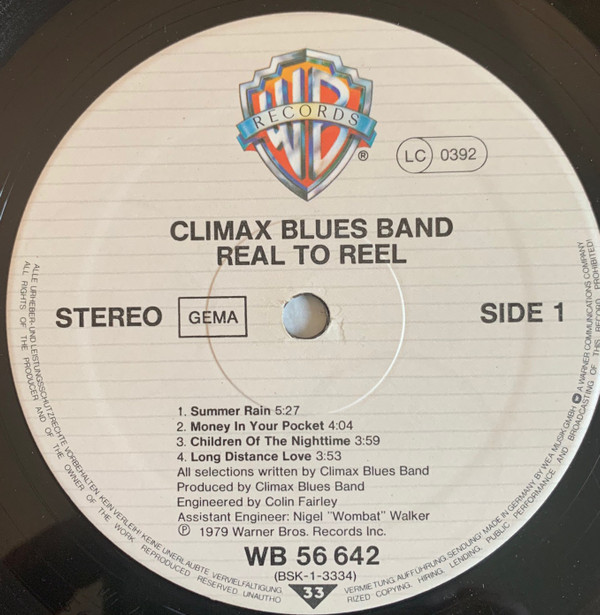 WB
RECORDS
®
LC 0392
CLIMAX BLUES BAND
REAL TO REEL
STEREO GEMA SIDE 1
1. Summer Rain 5:27
2. Money In Your Pocket 4:04
3. Children Of The Nighttime 3:59
4. Long Distance Love 3:53
All selections written by Climax Blues Band
Produced by Climax Blues Band
Engineered by Colin Fairley
Assistant Engineer: Nigel "Wombat" Walker
℗ 1979 Warner Bros. Records Inc.
WB 56 642
(BSK-1-3334)
33
ALLE URHEBER- UND LEISTUNGSSCHUTZRECHTE VORBEHALTEN. KEIN VERLEIH! KEINE UNERLAUBTE VERVIELFÄLTIGUNG, VERMIETUNG, AUFFÜHRUNG, SENDUNG! MADE IN GERMANY BY WEA MUSIK GMBH A WARNER COMMUNICATIONS COMPANY
ALL RIGHTS OF THE PRODUCER AND OF THE OWNER OF THE WORK REPRODUCED RESERVED. UNAUTHORIZED COPYING, HIRING, LENDING, PUBLIC PERFORMANCE AND BROADCASTING OF THIS RECORD PROHIBITED!